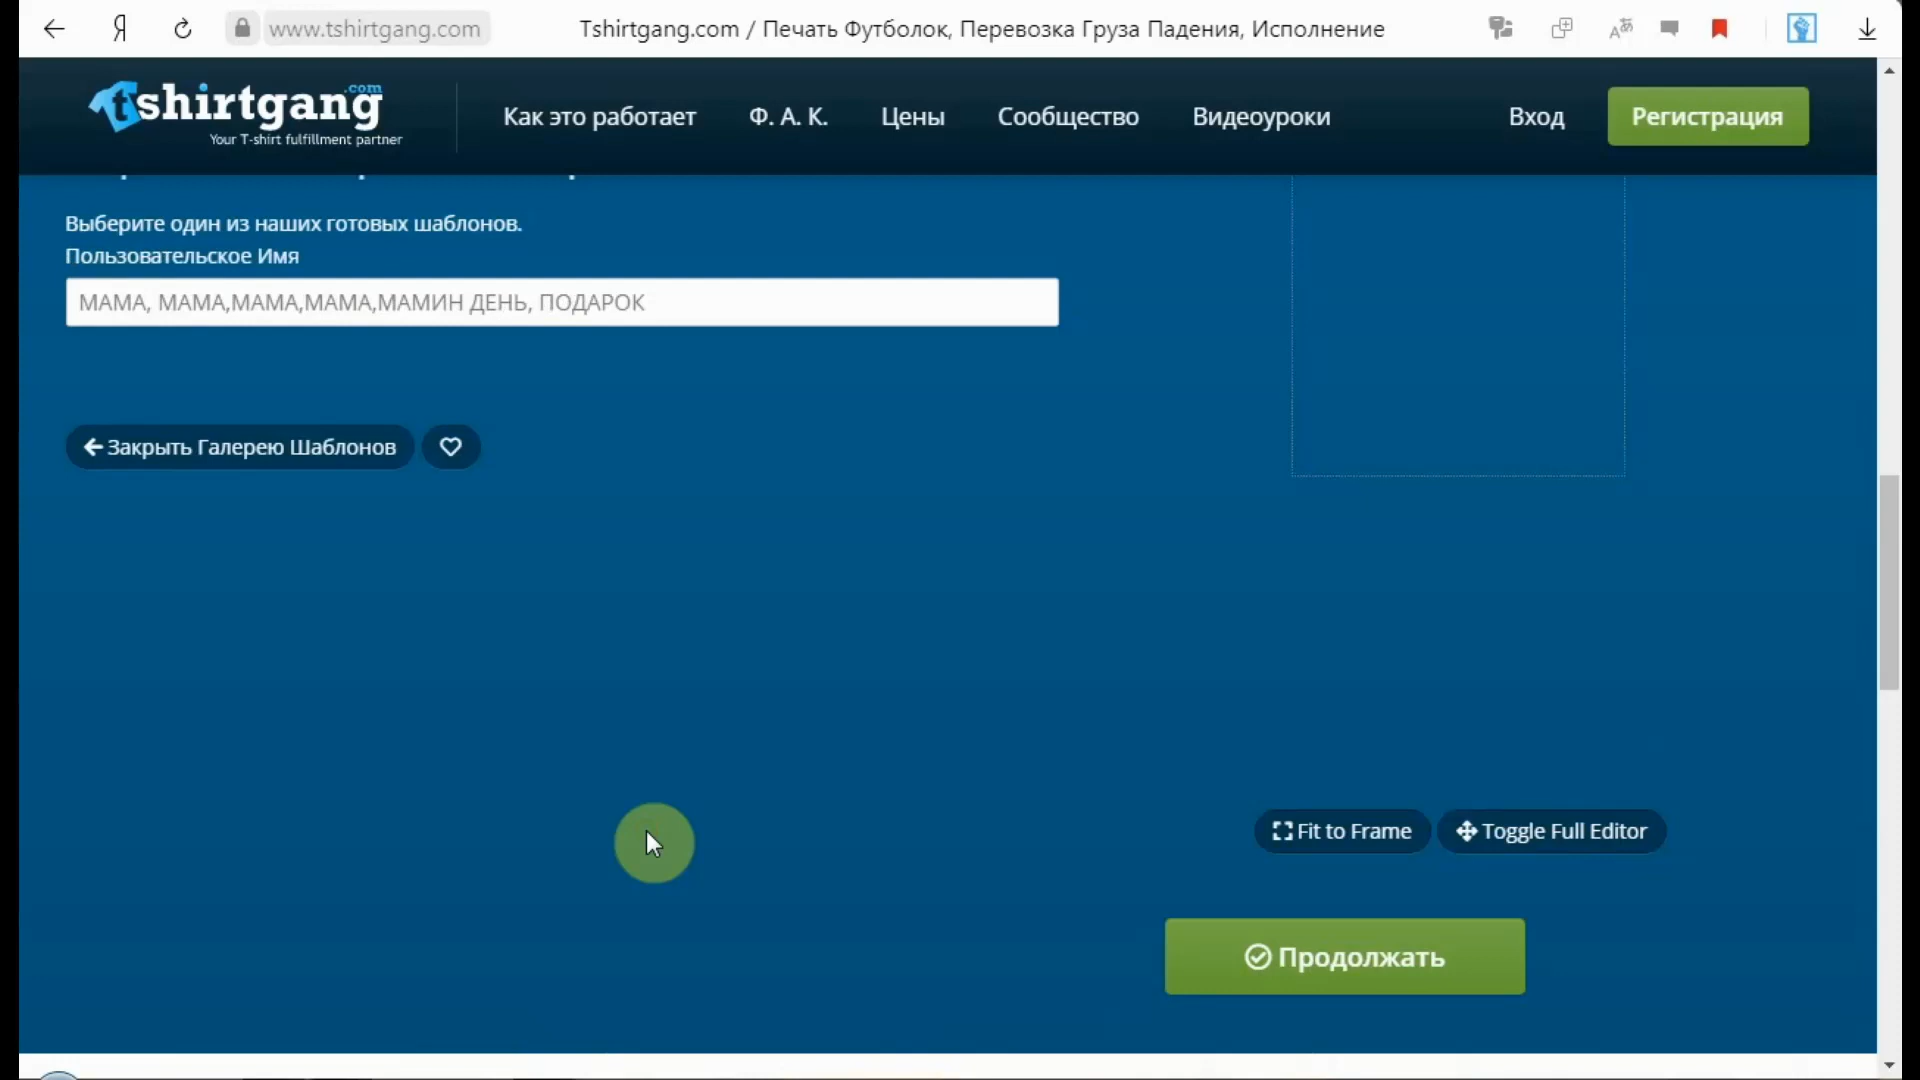 Я
www.tshirtgang.com
Tshirtgang.com / Печать Футболок, Перевозка Груза Падения, Исполнение
tshirtgang.com
Your T-shirt fulfillment partner
Как это работает
Ф. А. К.
Цены
Сообщество
Видеоуроки
Вход
Регистрация
Выберите один из наших готовых шаблонов.
Пользовательское Имя
МАМА, МАМА,МАМА,МАМА,МАМИН ДЕНЬ, ПОДАРОК
Закрыть Галерею Шаблонов
Fit to Frame
Toggle Full Editor
Продолжать